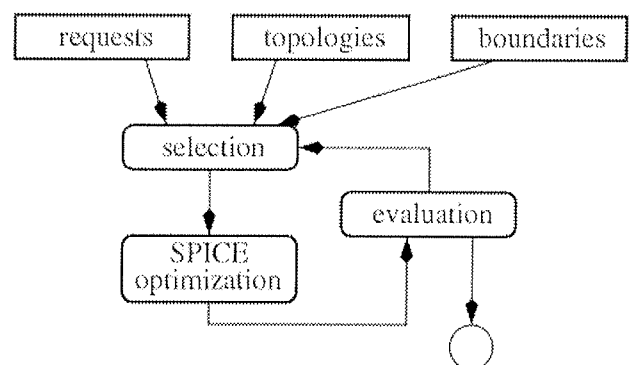 requests
topologies
boundaries
selection
evaluation
SPICE
optimization